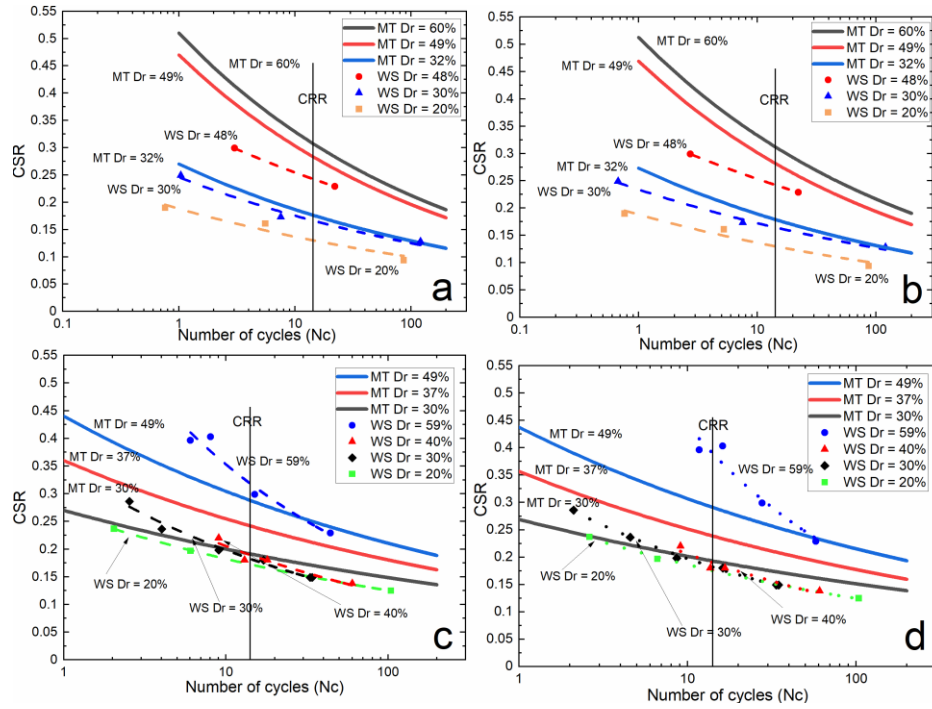 0.55
0.5
0.45
0.4
0.35
0.3
0.25
0.2
0.15
0.1
0.05
0
CSR
MT Dr = 60%
MT Dr = 49%
MT Dr = 32%
WS Dr = 48%
WS Dr = 30%
WS Dr = 20%
MT Dr = 60%
MT Dr = 49%
CRR
WS Dr = 48%
MT Dr = 32%
WS Dr = 30%
WS Dr = 20%
a
0.1 1 10 100
Number of cycles (Nc)
0.55
0.5
0.45
0.4
0.35
0.3
0.25
0.2
0.15
0.1
0.05
0
MT Dr = 60%
MT Dr = 49%
MT Dr = 32%
WS Dr = 48%
WS Dr = 30%
WS Dr = 20%
MT Dr = 60%
MT Dr = 49%
CRR
WS Dr = 48%
MT Dr = 32%
WS Dr = 30%
WS Dr = 20%
b
0.1 1 10 100
Number of cycles (Nc)
0.55
0.5
0.45
0.4
0.35
0.3
0.25
0.2
0.15
0.1
0.05
0
CSR
MT Dr = 49%
MT Dr = 37%
MT Dr = 30%
WS Dr = 59%
WS Dr = 40%
WS Dr = 30%
WS Dr = 20%
MT Dr = 49%
CRR
MT Dr = 37%
WS Dr = 59%
MT Dr = 30%
WS Dr = 20%
WS Dr = 30%
WS Dr = 40%
c
1 10 100
Number of cycles (Nc)
0.55
0.5
0.45
0.4
0.35
0.3
0.25
0.2
0.15
0.1
0.05
0
MT Dr = 49%
MT Dr = 37%
MT Dr = 30%
WS Dr = 59%
WS Dr = 40%
WS Dr = 30%
WS Dr = 20%
MT Dr = 49%
CRR
MT Dr = 37%
WS Dr = 59%
MT Dr = 30%
WS Dr = 20%
WS Dr = 30%
WS Dr = 40%
d
1 10 100
Number of cycles (Nc)